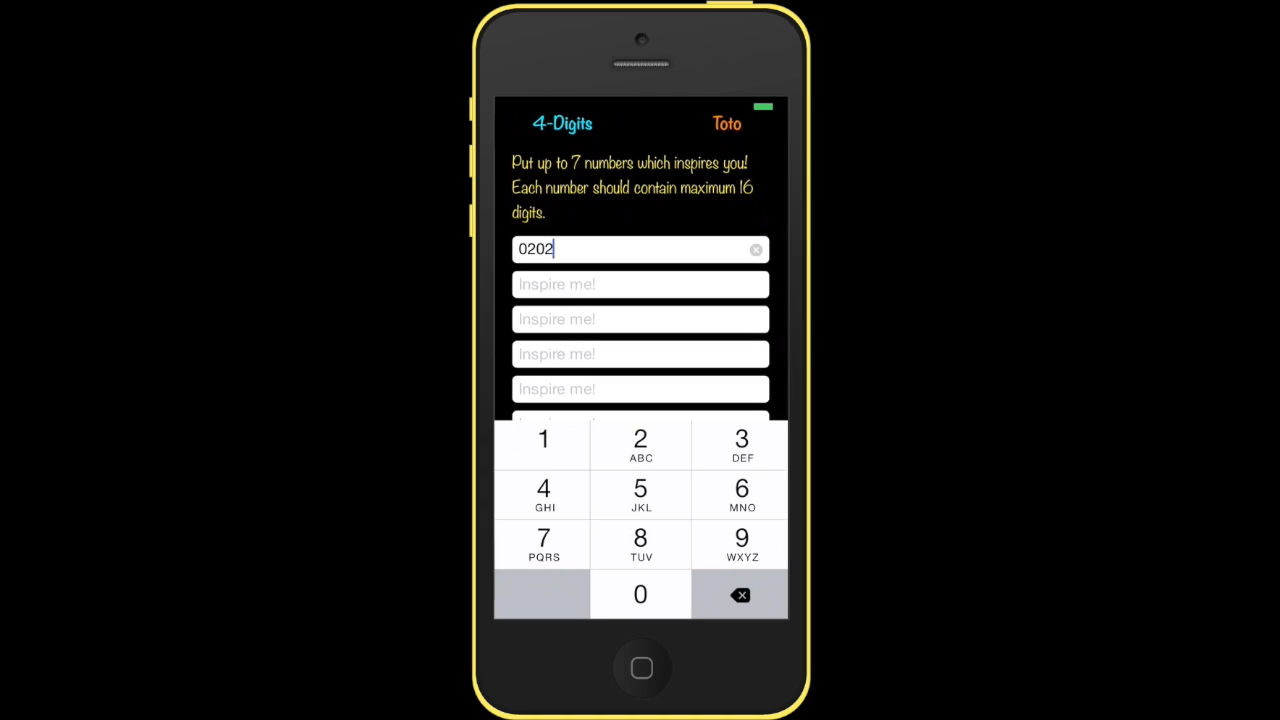 4-Digits Toto
Put up to 7 numbers which inspires you!
Each number should contain maximum 16
digits.
0202
Inspire me!
Inspire me!
Inspire me!
Inspire me!
1 2 3
ABC DEF
4 5 6
GHI JKL MNO
7 8 9
PQRS TUV WXYZ
0